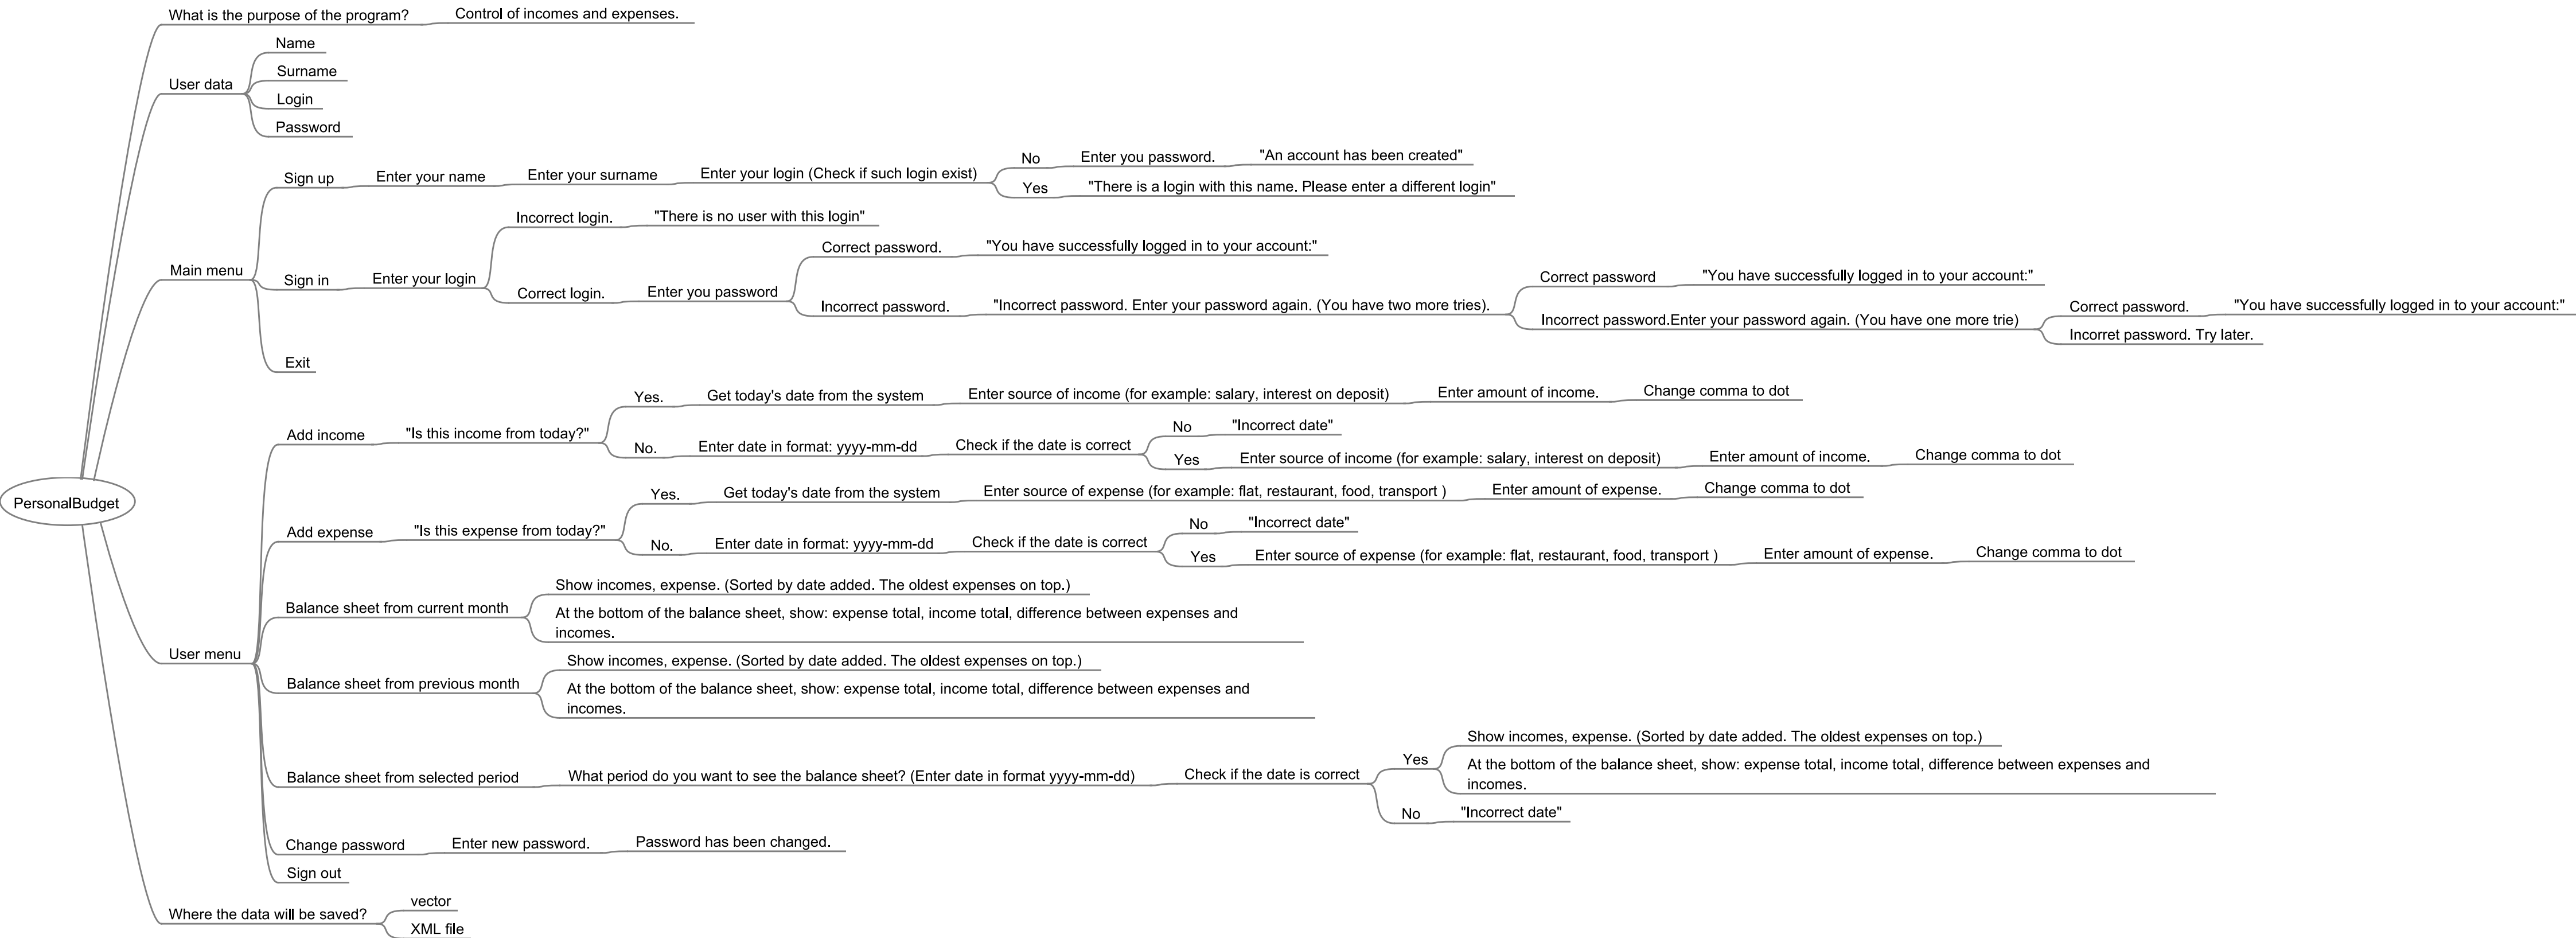 What is the purpose of the program?
Control of incomes and expenses.
User data
Name
Surname
Login
Password
Main menu
Sign up
Enter your name
Enter your surname
Enter your login (Check if such login exist)
No
Enter you password.
"An account has been created"
Yes
"There is a login with this name. Please enter a different login"
Sign in
Enter your login
Incorrect login.
"There is no user with this login"
Correct login.
Enter you password
Correct password.
"You have successfully logged in to your account:"
Incorrect password.
"Incorrect password. Enter your password again. (You have two more tries).
Correct password
"You have successfully logged in to your account:"
Incorrect password.Enter your password again. (You have one more trie)
Correct password.
"You have successfully logged in to your account:"
Incorret password. Try later.
Exit
PersonalBudget
User menu
Add income
"Is this income from today?"
Yes.
Get today's date from the system
Enter source of income (for example: salary, interest on deposit)
Enter amount of income.
Change comma to dot
No.
Enter date in format: yyyy-mm-dd
Check if the date is correct
No
"Incorrect date"
Yes
Enter source of income (for example: salary, interest on deposit)
Enter amount of income.
Change comma to dot
Add expense
"Is this expense from today?"
Yes.
Get today's date from the system
Enter source of expense (for example: flat, restaurant, food, transport )
Enter amount of expense.
Change comma to dot
No.
Enter date in format: yyyy-mm-dd
Check if the date is correct
No
"Incorrect date"
Yes
Enter source of expense (for example: flat, restaurant, food, transport )
Enter amount of expense.
Change comma to dot
Balance sheet from current month
Show incomes, expense. (Sorted by date added. The oldest expenses on top.)
At the bottom of the balance sheet, show: expense total, income total, difference between expenses and
incomes.
Balance sheet from previous month
Show incomes, expense. (Sorted by date added. The oldest expenses on top.)
At the bottom of the balance sheet, show: expense total, income total, difference between expenses and
incomes.
Balance sheet from selected period
What period do you want to see the balance sheet? (Enter date in format yyyy-mm-dd)
Check if the date is correct
Yes
Show incomes, expense. (Sorted by date added. The oldest expenses on top.)
At the bottom of the balance sheet, show: expense total, income total, difference between expenses and
incomes.
No
"Incorrect date"
Change password
Enter new password.
Password has been changed.
Sign out
Where the data will be saved?
vector
XML file